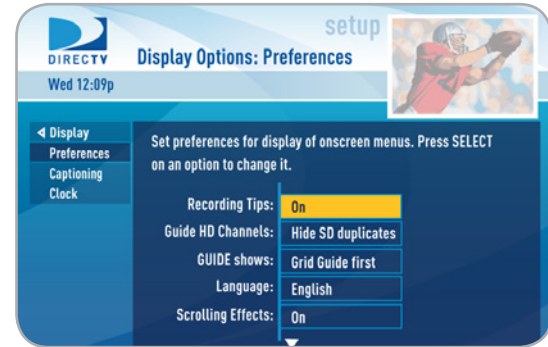 setup
DIRECTV
Display Options: Preferences
Wed 12:09p
Display
Preferences
Captioning
Clock
Set preferences for display of onscreen menus. Press SELECT
on an option to change it.
Recording Tips: On
Guide HD Channels: Hide SD duplicates
GUIDE shows: Grid Guide first
Language: English
Scrolling Effects: On